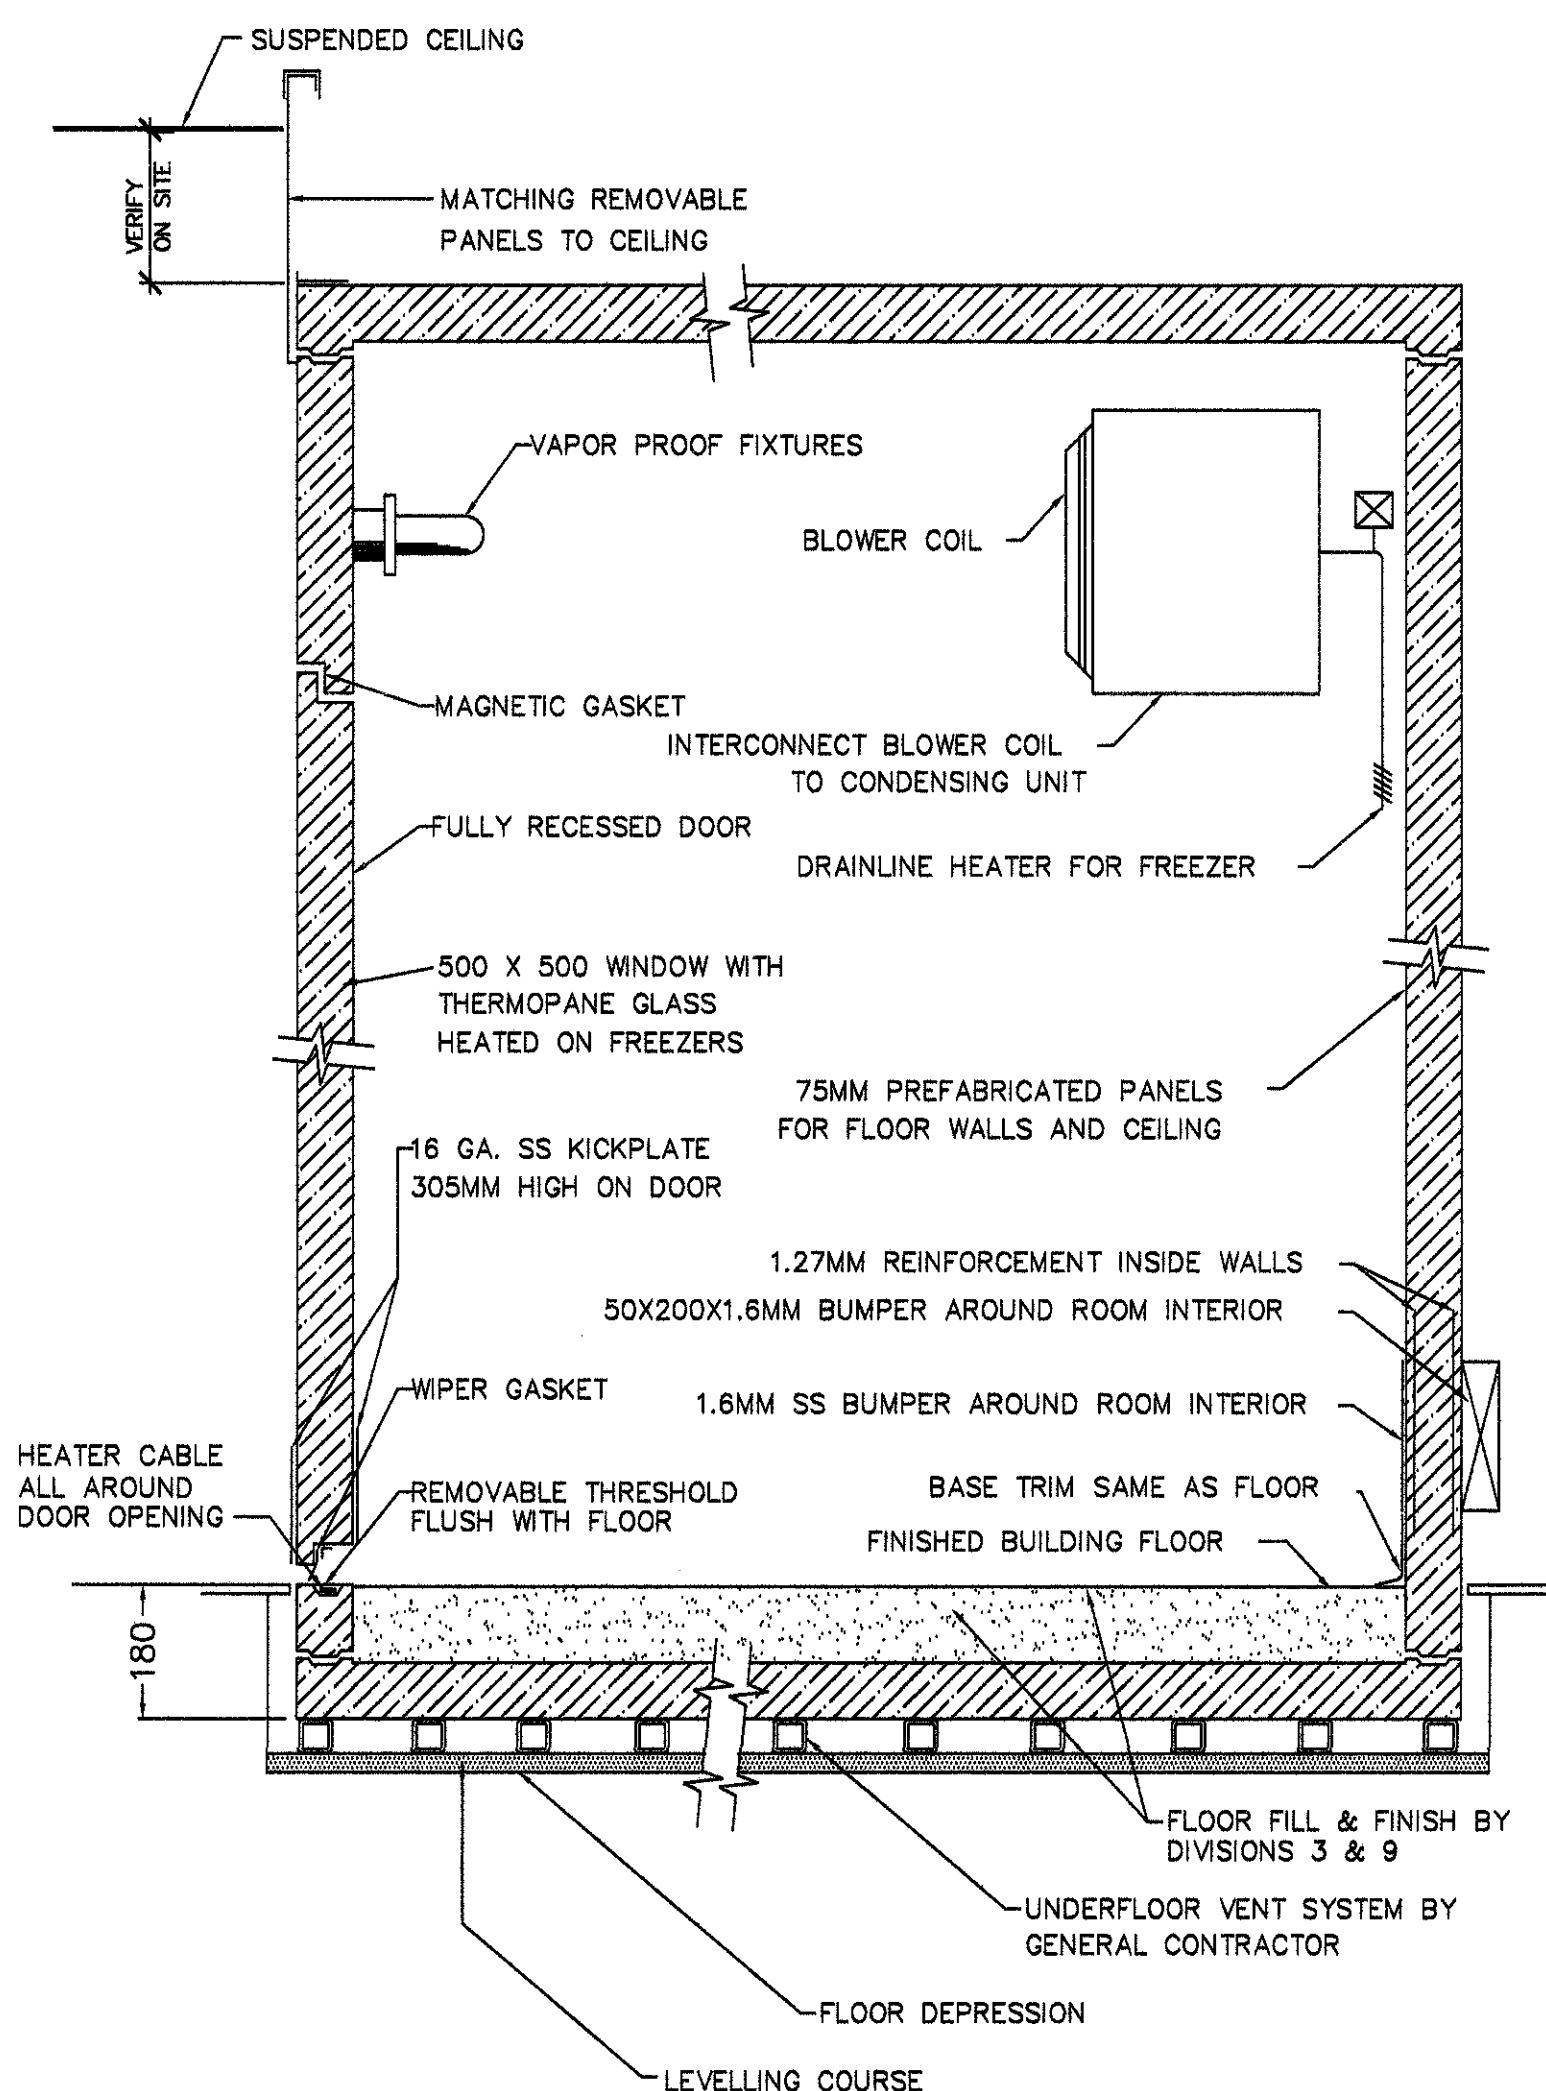 SUSPENDED CEILING
VERIFY
ON SITE
MATCHING REMOVABLE
PANELS TO CEILING
VAPOR PROOF FIXTURES
BLOWER COIL
MAGNETIC GASKET
INTERCONNECT BLOWER COIL
TO CONDENSING UNIT
FULLY RECESSED DOOR
DRAINLINE HEATER FOR FREEZER
500 X 500 WINDOW WITH
THERMOPANE GLASS
HEATED ON FREEZERS
75MM PREFABRICATED PANELS
FOR FLOOR WALLS AND CEILING
16 GA. SS KICKPLATE
305MM HIGH ON DOOR
1.27MM REINFORCEMENT INSIDE WALLS
50X200X1.6MM BUMPER AROUND ROOM INTERIOR
WIPER GASKET
1.6MM SS BUMPER AROUND ROOM INTERIOR
HEATER CABLE
ALL AROUND
DOOR OPENING
REMOVABLE THRESHOLD
FLUSH WITH FLOOR
BASE TRIM SAME AS FLOOR
FINISHED BUILDING FLOOR
180
FLOOR FILL & FINISH BY
DIVISIONS 3 & 9
UNDERFLOOR VENT SYSTEM BY
GENERAL CONTRACTOR
FLOOR DEPRESSION
LEVELLING COURSE